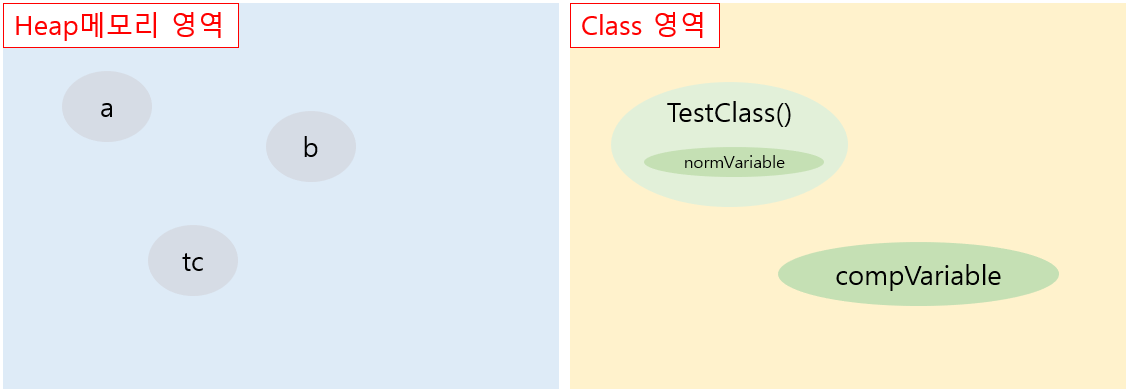 Heap메모리 영역
a
b
tc
Class 영역
TestClass()
normVariable
compVariable